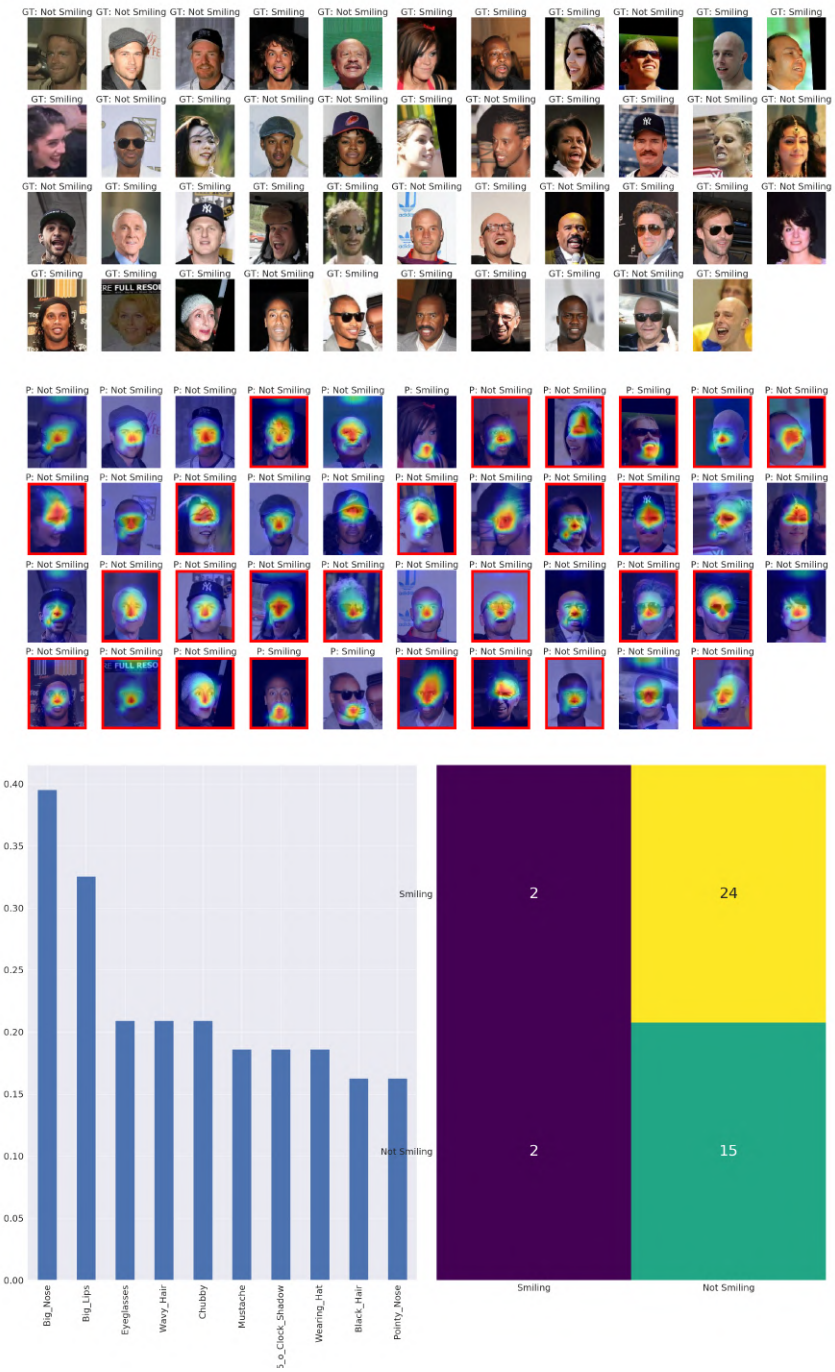 GT: Not Smiling GT: Not Smiling GT: Not Smiling GT: Smiling GT: Not Smiling GT: Smiling GT: Smiling GT: Smiling GT: Smiling GT: Not Smiling GT: Smiling
GT: Smiling GT: Not Smiling GT: Smiling GT: Not Smiling GT: Not Smiling GT: Smiling GT: Not Smiling GT: Smiling GT: Smiling GT: Not Smiling GT: Not Smiling
GT: Not Smiling GT: Smiling GT: Smiling GT: Smiling GT: Smiling GT: Not Smiling GT: Smiling GT: Not Smiling GT: Smiling GT: Smiling GT: Not Smiling
GT: Smiling GT: Smiling GT: Smiling GT: Not Smiling GT: Smiling GT: Smiling GT: Smiling GT: Smiling GT: Not Smiling GT: Smiling
RE FULL RESOR
P: Not Smiling P: Not Smiling P: Not Smiling P: Not Smiling P: Not Smiling P: Smiling P: Not Smiling P: Not Smiling P: Smiling P: Not Smiling P: Not Smiling
P: Not Smiling P: Not Smiling P: Not Smiling P: Not Smiling P: Not Smiling P: Not Smiling P: Not Smiling P: Not Smiling P: Not Smiling P: Not Smiling P: Not Smiling
P: Not Smiling P: Not Smiling P: Not Smiling P: Not Smiling P: Not Smiling P: Not Smiling P: Not Smiling P: Not Smiling P: Not Smiling P: Not Smiling P: Not Smiling
P: Not Smiling P: Not Smiling P: Not Smiling P: Smiling P: Smiling P: Not Smiling P: Not Smiling P: Not Smiling P: Not Smiling P: Not Smiling
0.40
0.35
0.30
0.25
0.20
0.15
0.10
0.05
0.00
Big_Nose
Big_Lips
Eyeglasses
Wavy_Hair
Chubby
Mustache
5_o_Clock_Shadow
Wearing_Hat
Black_Hair
Pointy_Nose
Smiling 2 24
Not Smiling 2 15
Smiling Not Smiling